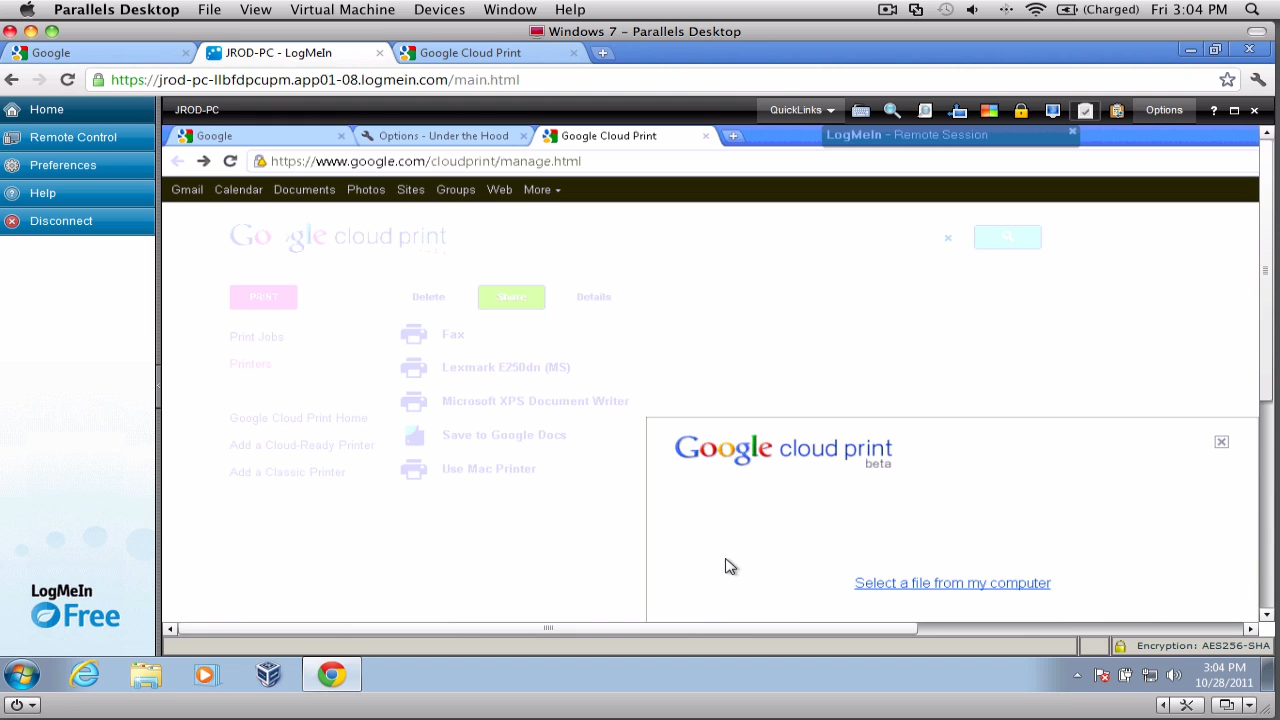 Parallels Desktop File View Virtual Machine Devices Window Help (Charged) Fri 3:04 PM
Windows 7 - Parallels Desktop
Google JROD-PC - LogMeIn Google Cloud Print
https://jrod-pc-llbfdpcupm.app01-08.logmein.com/main.html
Home JROD-PC QuickLinks Options ?
Remote Control Google Options - Under the Hood Google Cloud Print LogMeIn - Remote Session
Preferences https://www.google.com/cloudprint/manage.html
Help Gmail Calendar Documents Photos Sites Groups Web More
Disconnect
Google cloud print
PRINT Delete Share Details
Print Jobs Fax
Printers Lexmark E250dn (MS)
Microsoft XPS Document Writer
Google Cloud Print Home
Add a Cloud-Ready Printer Save to Google Docs
Add a Classic Printer Use Mac Printer
Google cloud print
beta
Select a file from my computer
LogMeIn
Free
Encryption: AES256-SHA
3:04 PM
10/28/2011